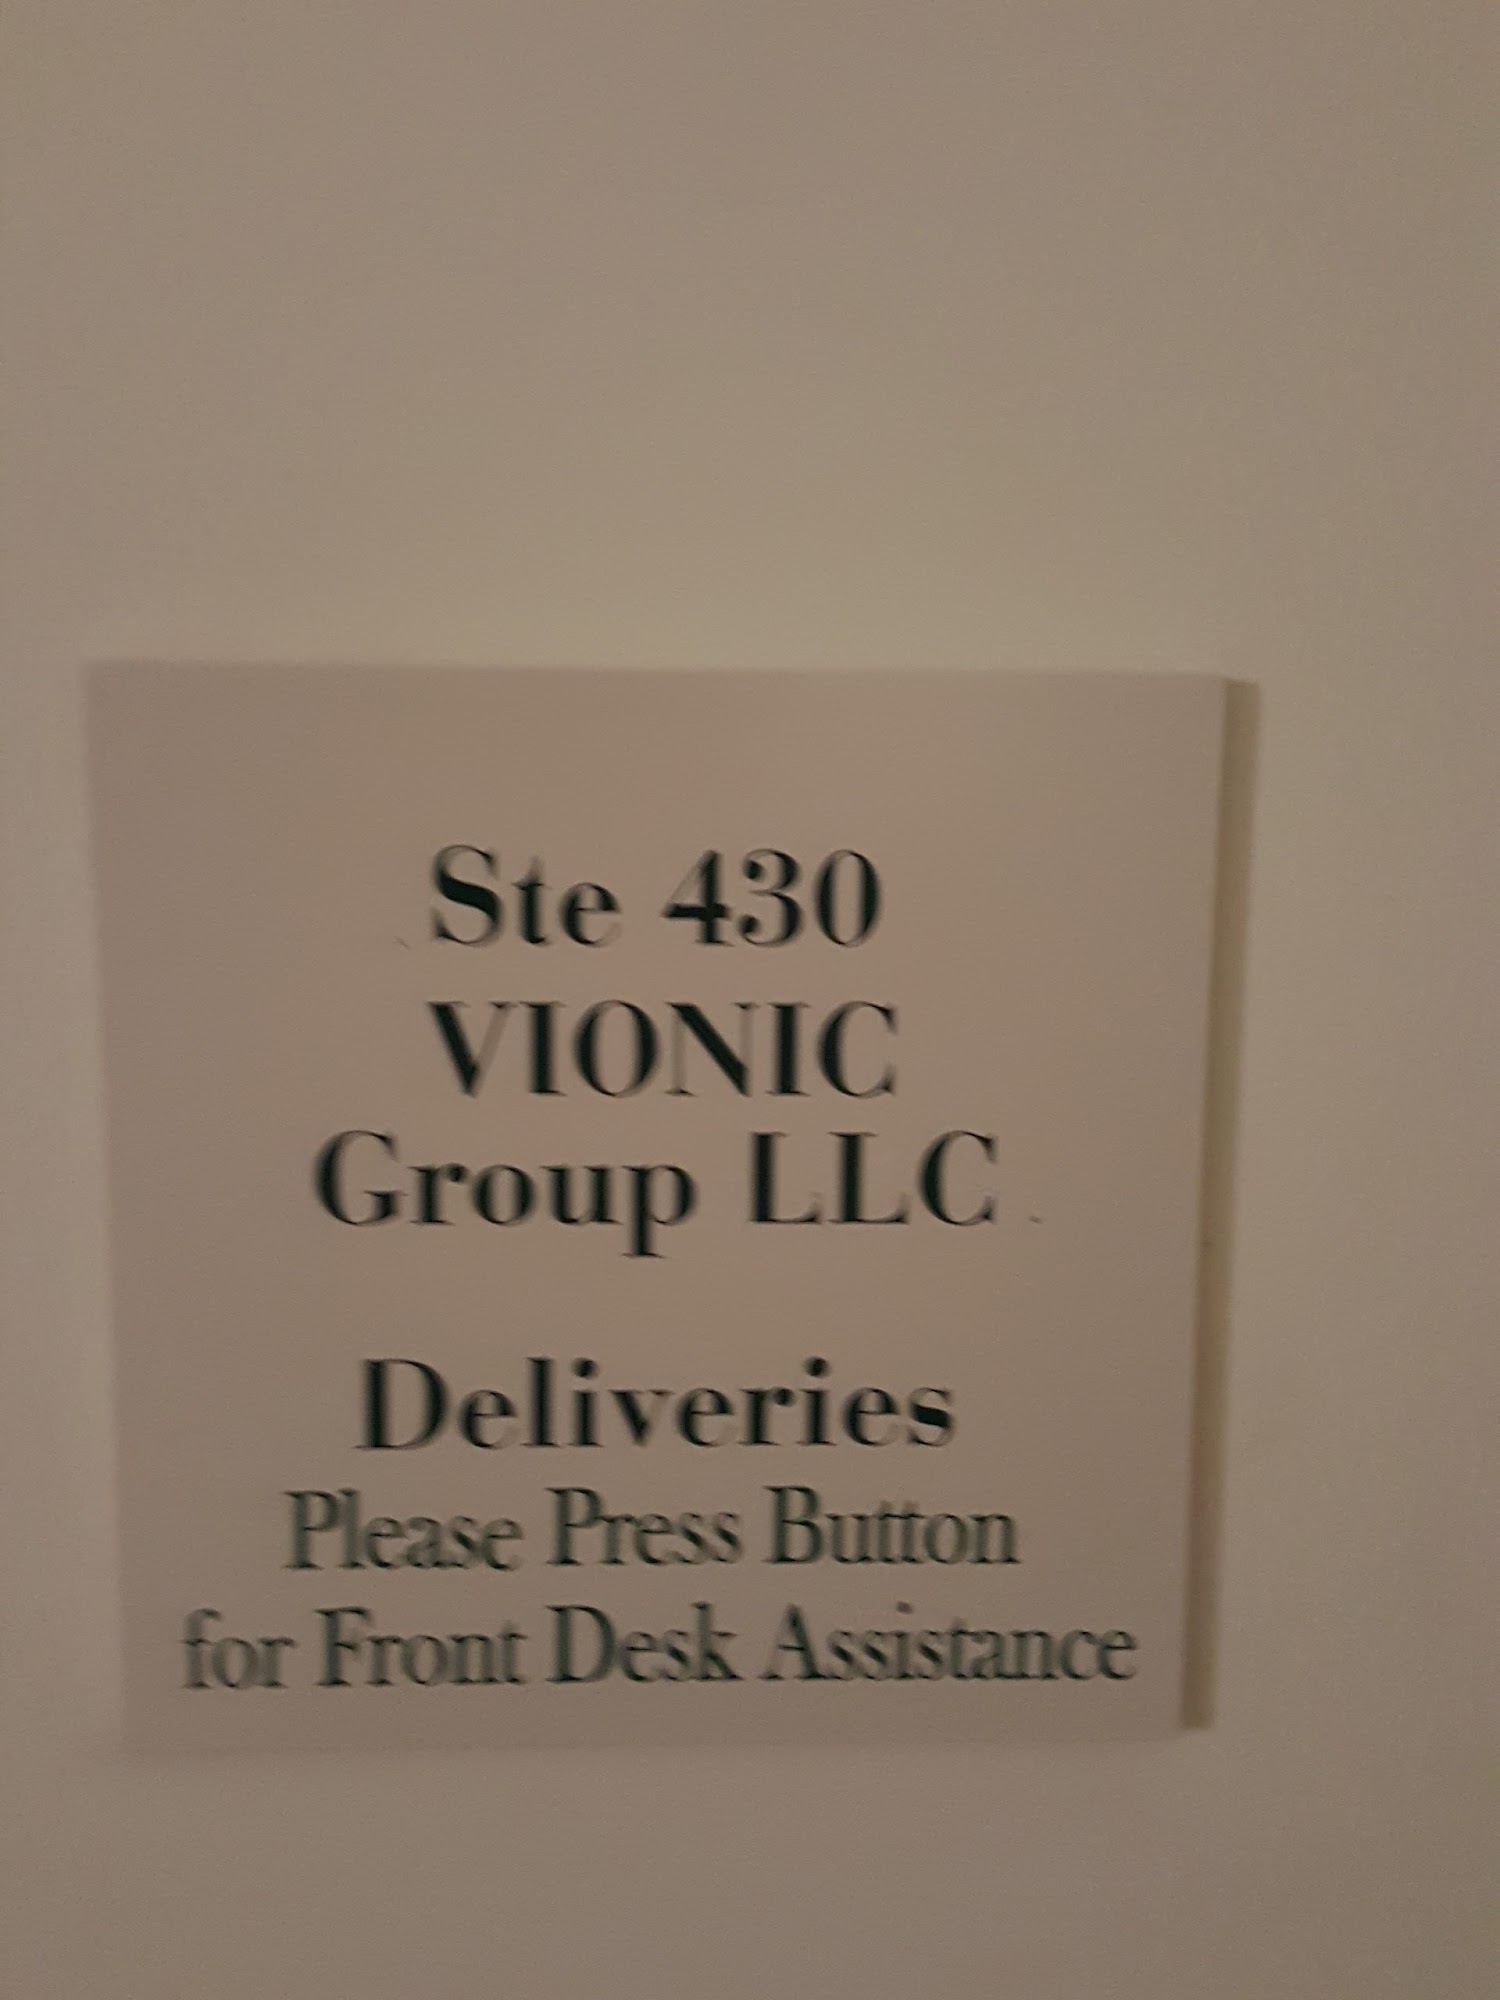 Ste 430
VIONIC
Group LLC
Deliveries
Please Press Button
for Front Desk Assistance